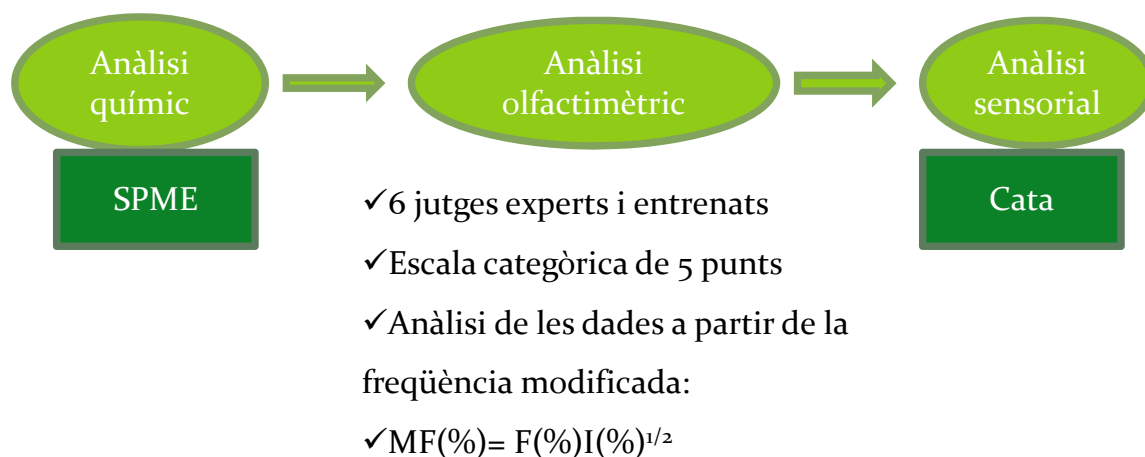 Anàlisi
químic
Anàlisi
olfactimètric
Anàlisi
sensorial
SPME
Cata
✓6 jutges experts i entrenats
✓Escala categòrica de 5 punts
✓Anàlisi de les dades a partir de la
freqüència modificada:
✓MF(%)= F(%)I(%)¹/²